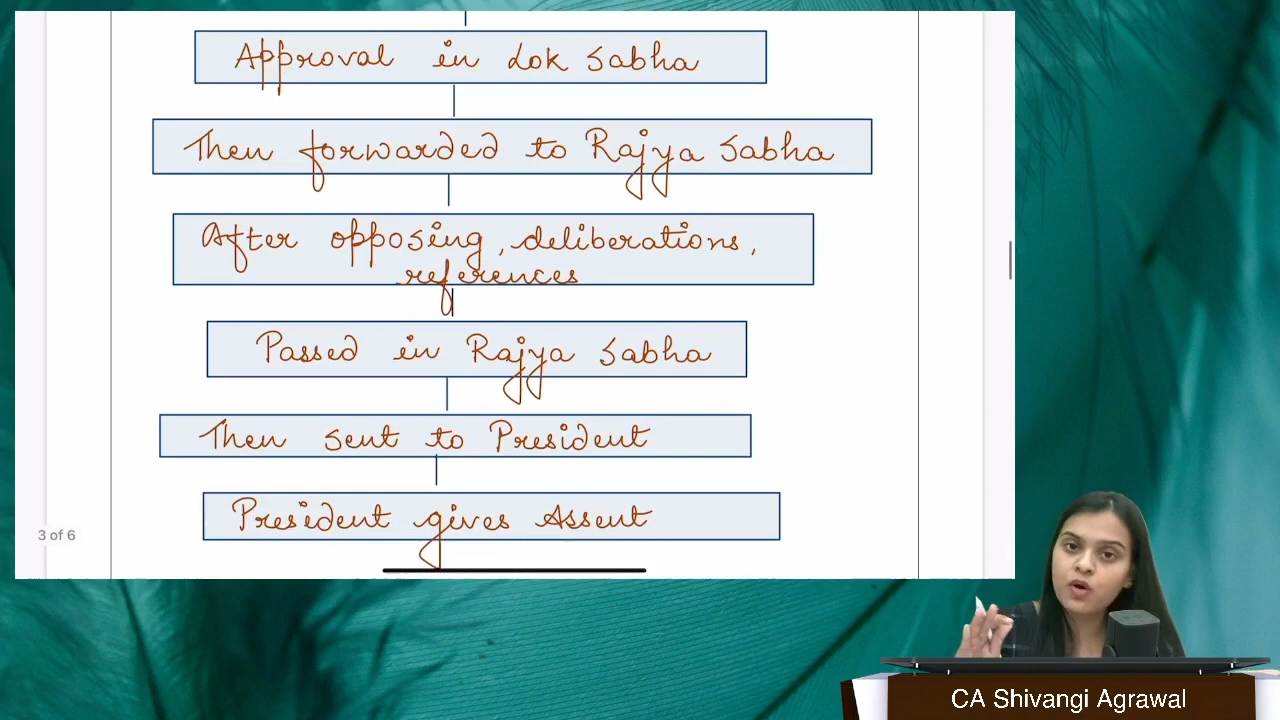 Approval in Lok Sabha
Then forwarded to Rajya Sabha
After opposing, deliberations,
references
Passed in Rajya Sabha
Then sent to President
President gives Assent
3 of 6
CA Shivangi Agrawal